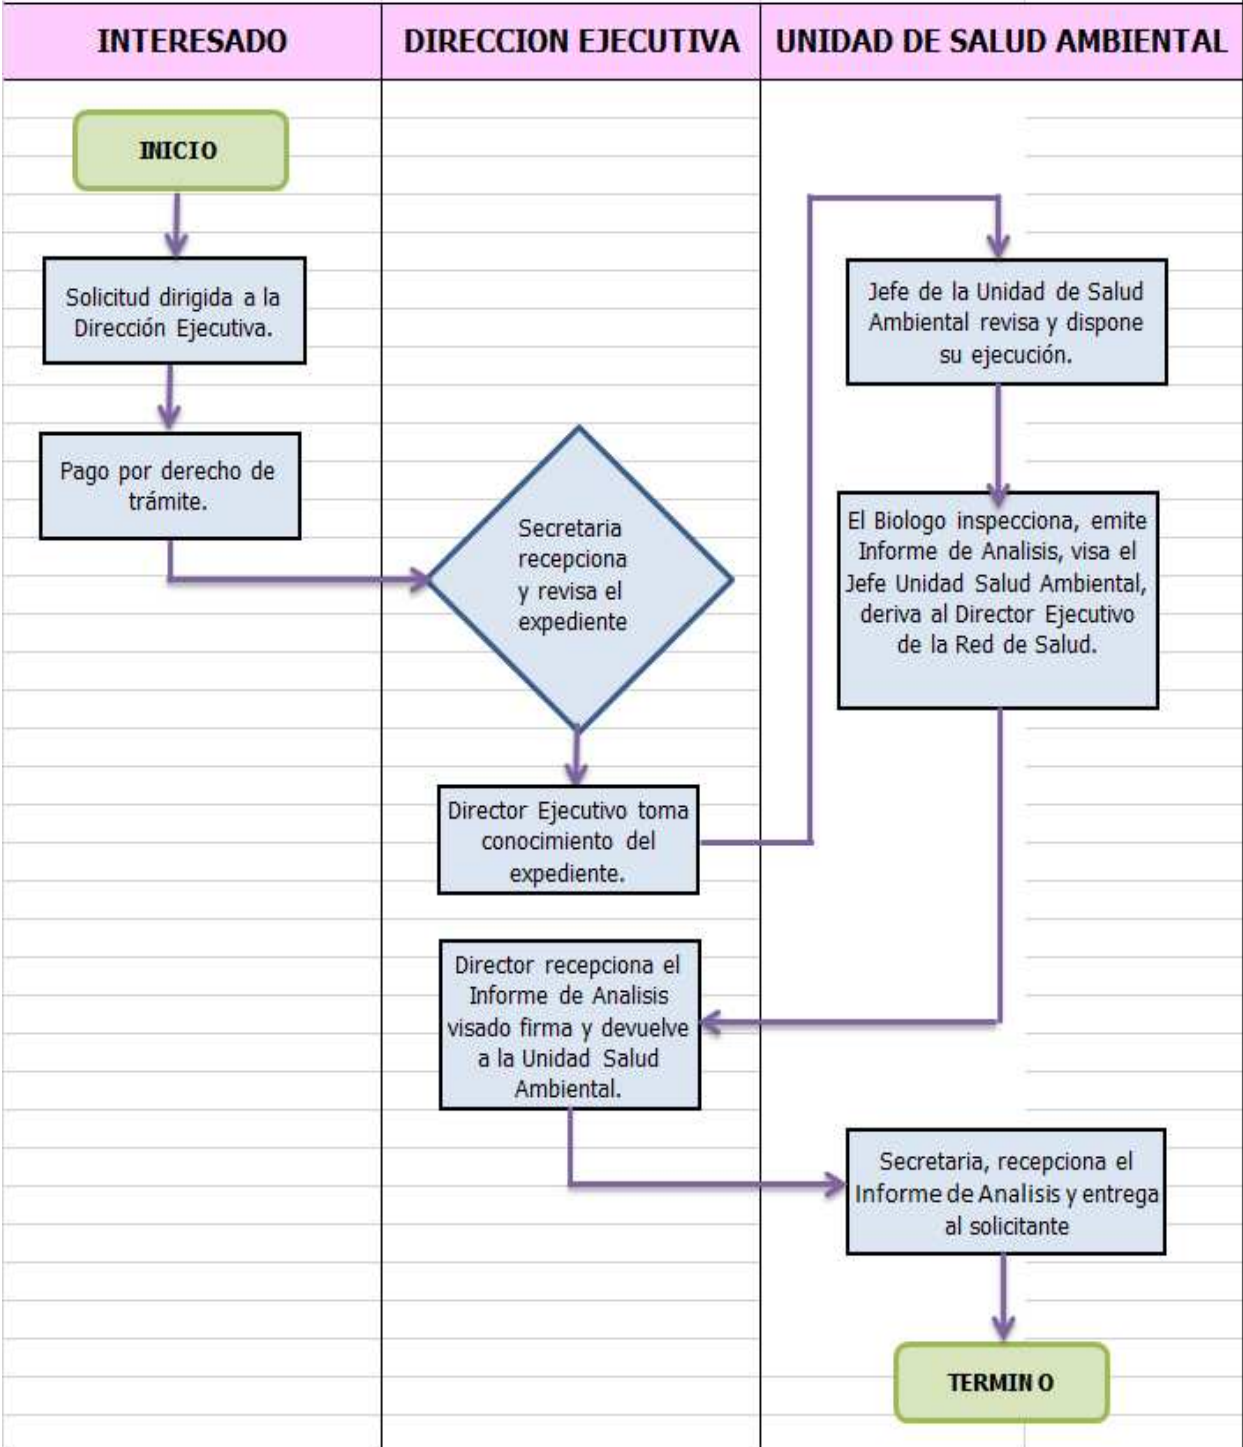 INTERESADO
DIRECCION EJECUTIVA
UNIDAD DE SALUD AMBIENTAL
INICIO
Solicitud dirigida a la
Dirección Ejecutiva.
Pago por derecho de
trámite.
Secretaria
recepciona
y revisa el
expediente
Director Ejecutivo toma
conocimiento del
expediente.
Jefe de la Unidad de Salud
Ambiental revisa y dispone
su ejecución.
El Biologo inspecciona, emite
Informe de Analisis, visa el
Jefe Unidad Salud Ambiental,
deriva al Director Ejecutivo
de la Red de Salud.
Director recepciona el
Informe de Analisis
visado firma y devuelve
a la Unidad Salud
Ambiental.
Secretaria, recepciona el
Informe de Analisis y entrega
al solicitante
TERMINO